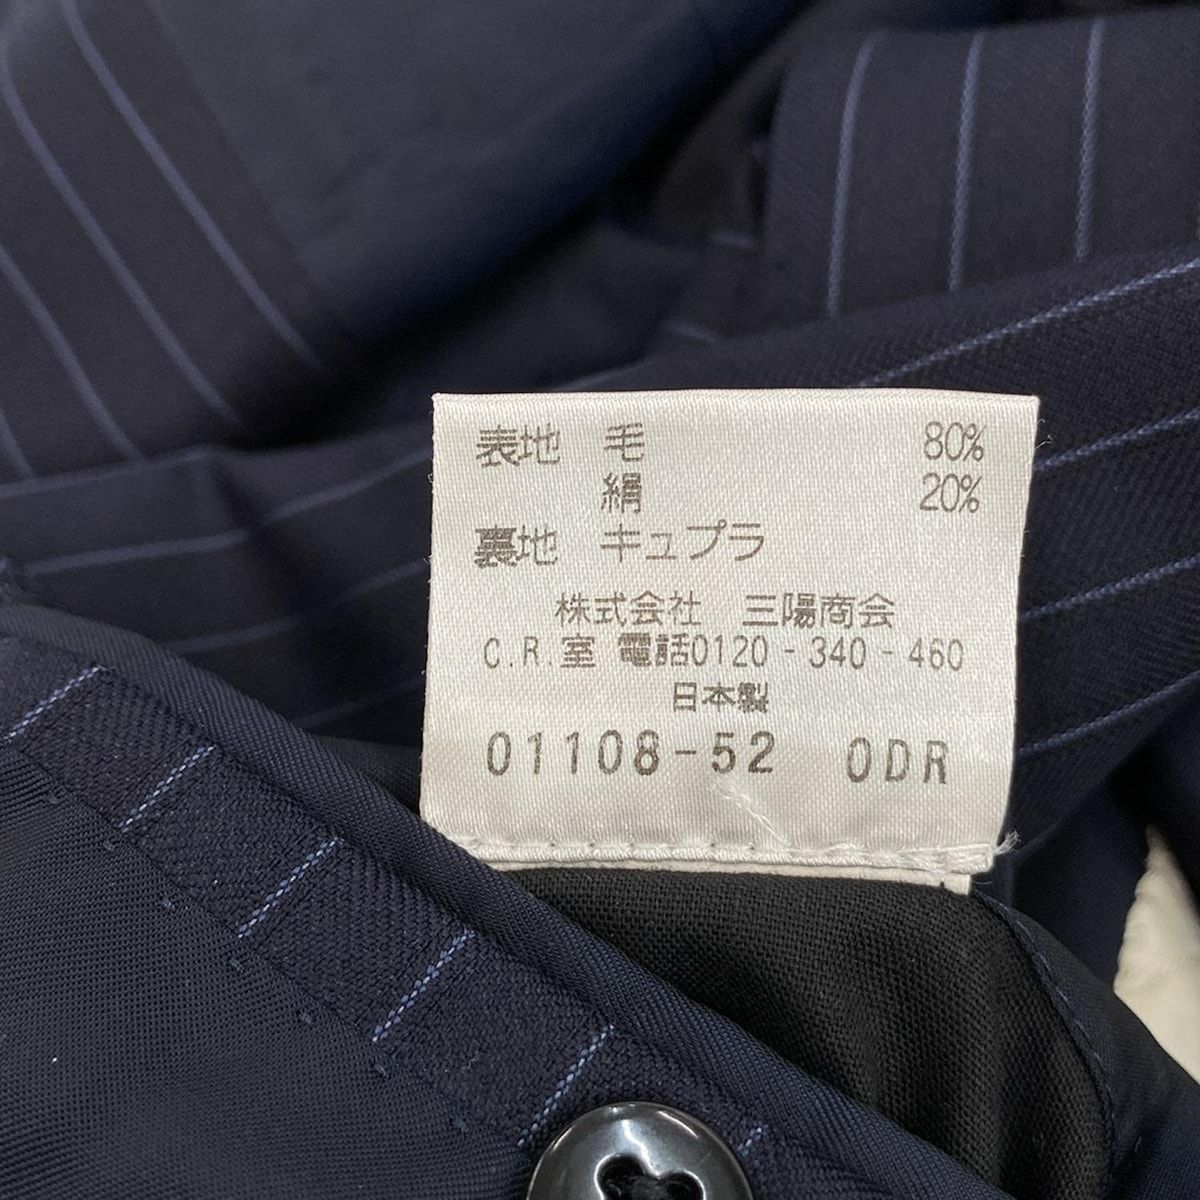 表地 毛 80%
絹 20%
裏地 キュプラ
株式会社 三陽商会
C.R.室 電話0120-340-460
日本製
01108-52 0DR